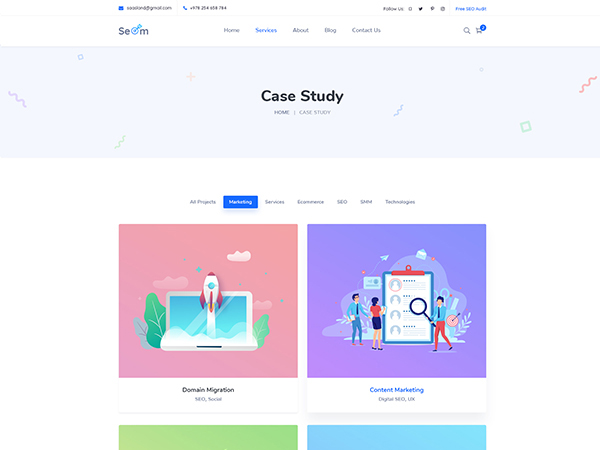 seoelisnl@gmail.com +978 254 658 784 Follow Us: Free SEO Audit
Seom Home Services About Blog Contact Us 2
Case Study
HOME | CASE STUDY
All Projects Marketing Services Ecommerce SEO SMM Technologies
Domain Migration Content Marketing
SEO, Social Digital SEO, UX